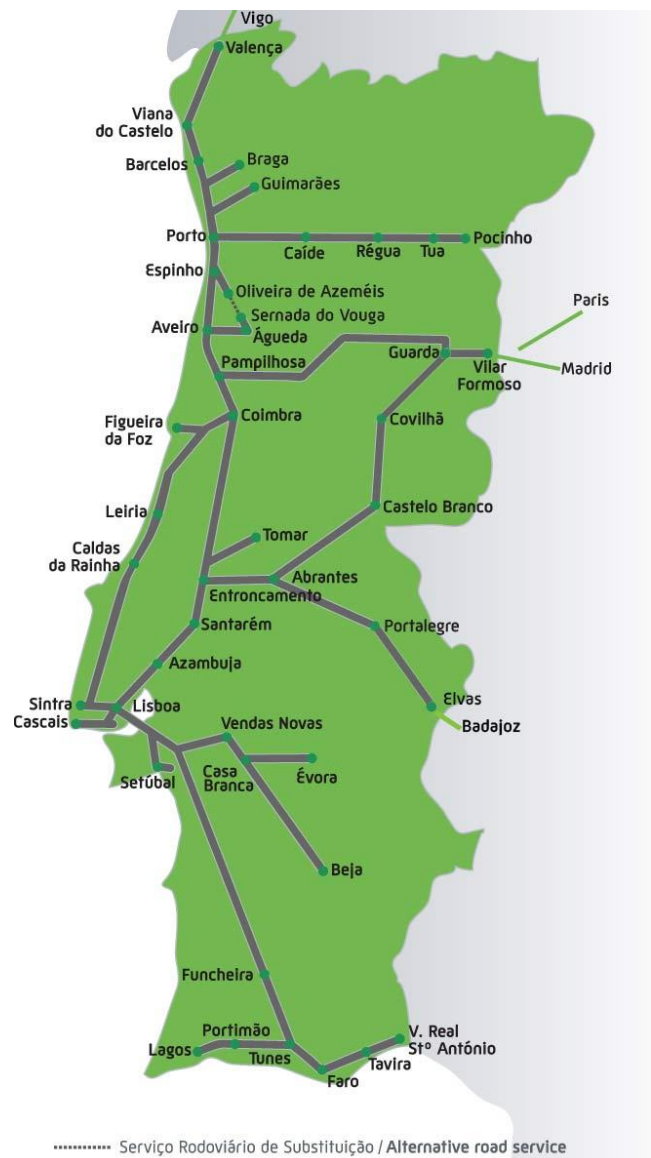 Vigo
Valença
Viana
do Castelo
Barcelos
Braga
Guimarães
Porto
Caíde
Régua
Tua
Pocinho
Espinho
Oliveira de Azeméis
Sernada do Vouga
Aveiro
Águeda
Paris
Pampilhosa
Guarda
Vilar
Formoso
Madrid
Figueira
da Foz
Coimbra
Covilhã
Leiria
Castelo Branco
Tomar
Caldas
da Rainha
Abrantes
Entroncamento
Santarém
Portalegre
Azambuja
Sintra
Lisboa
Elvas
Cascais
Badajoz
Vendas Novas
Setúbal
Casa
Branca
Évora
Beja
Funcheira
Portimão
V. Real
Stº António
Lagos
Tunes
Tavira
Faro
Serviço Rodoviário de Substituição / Alternative road service